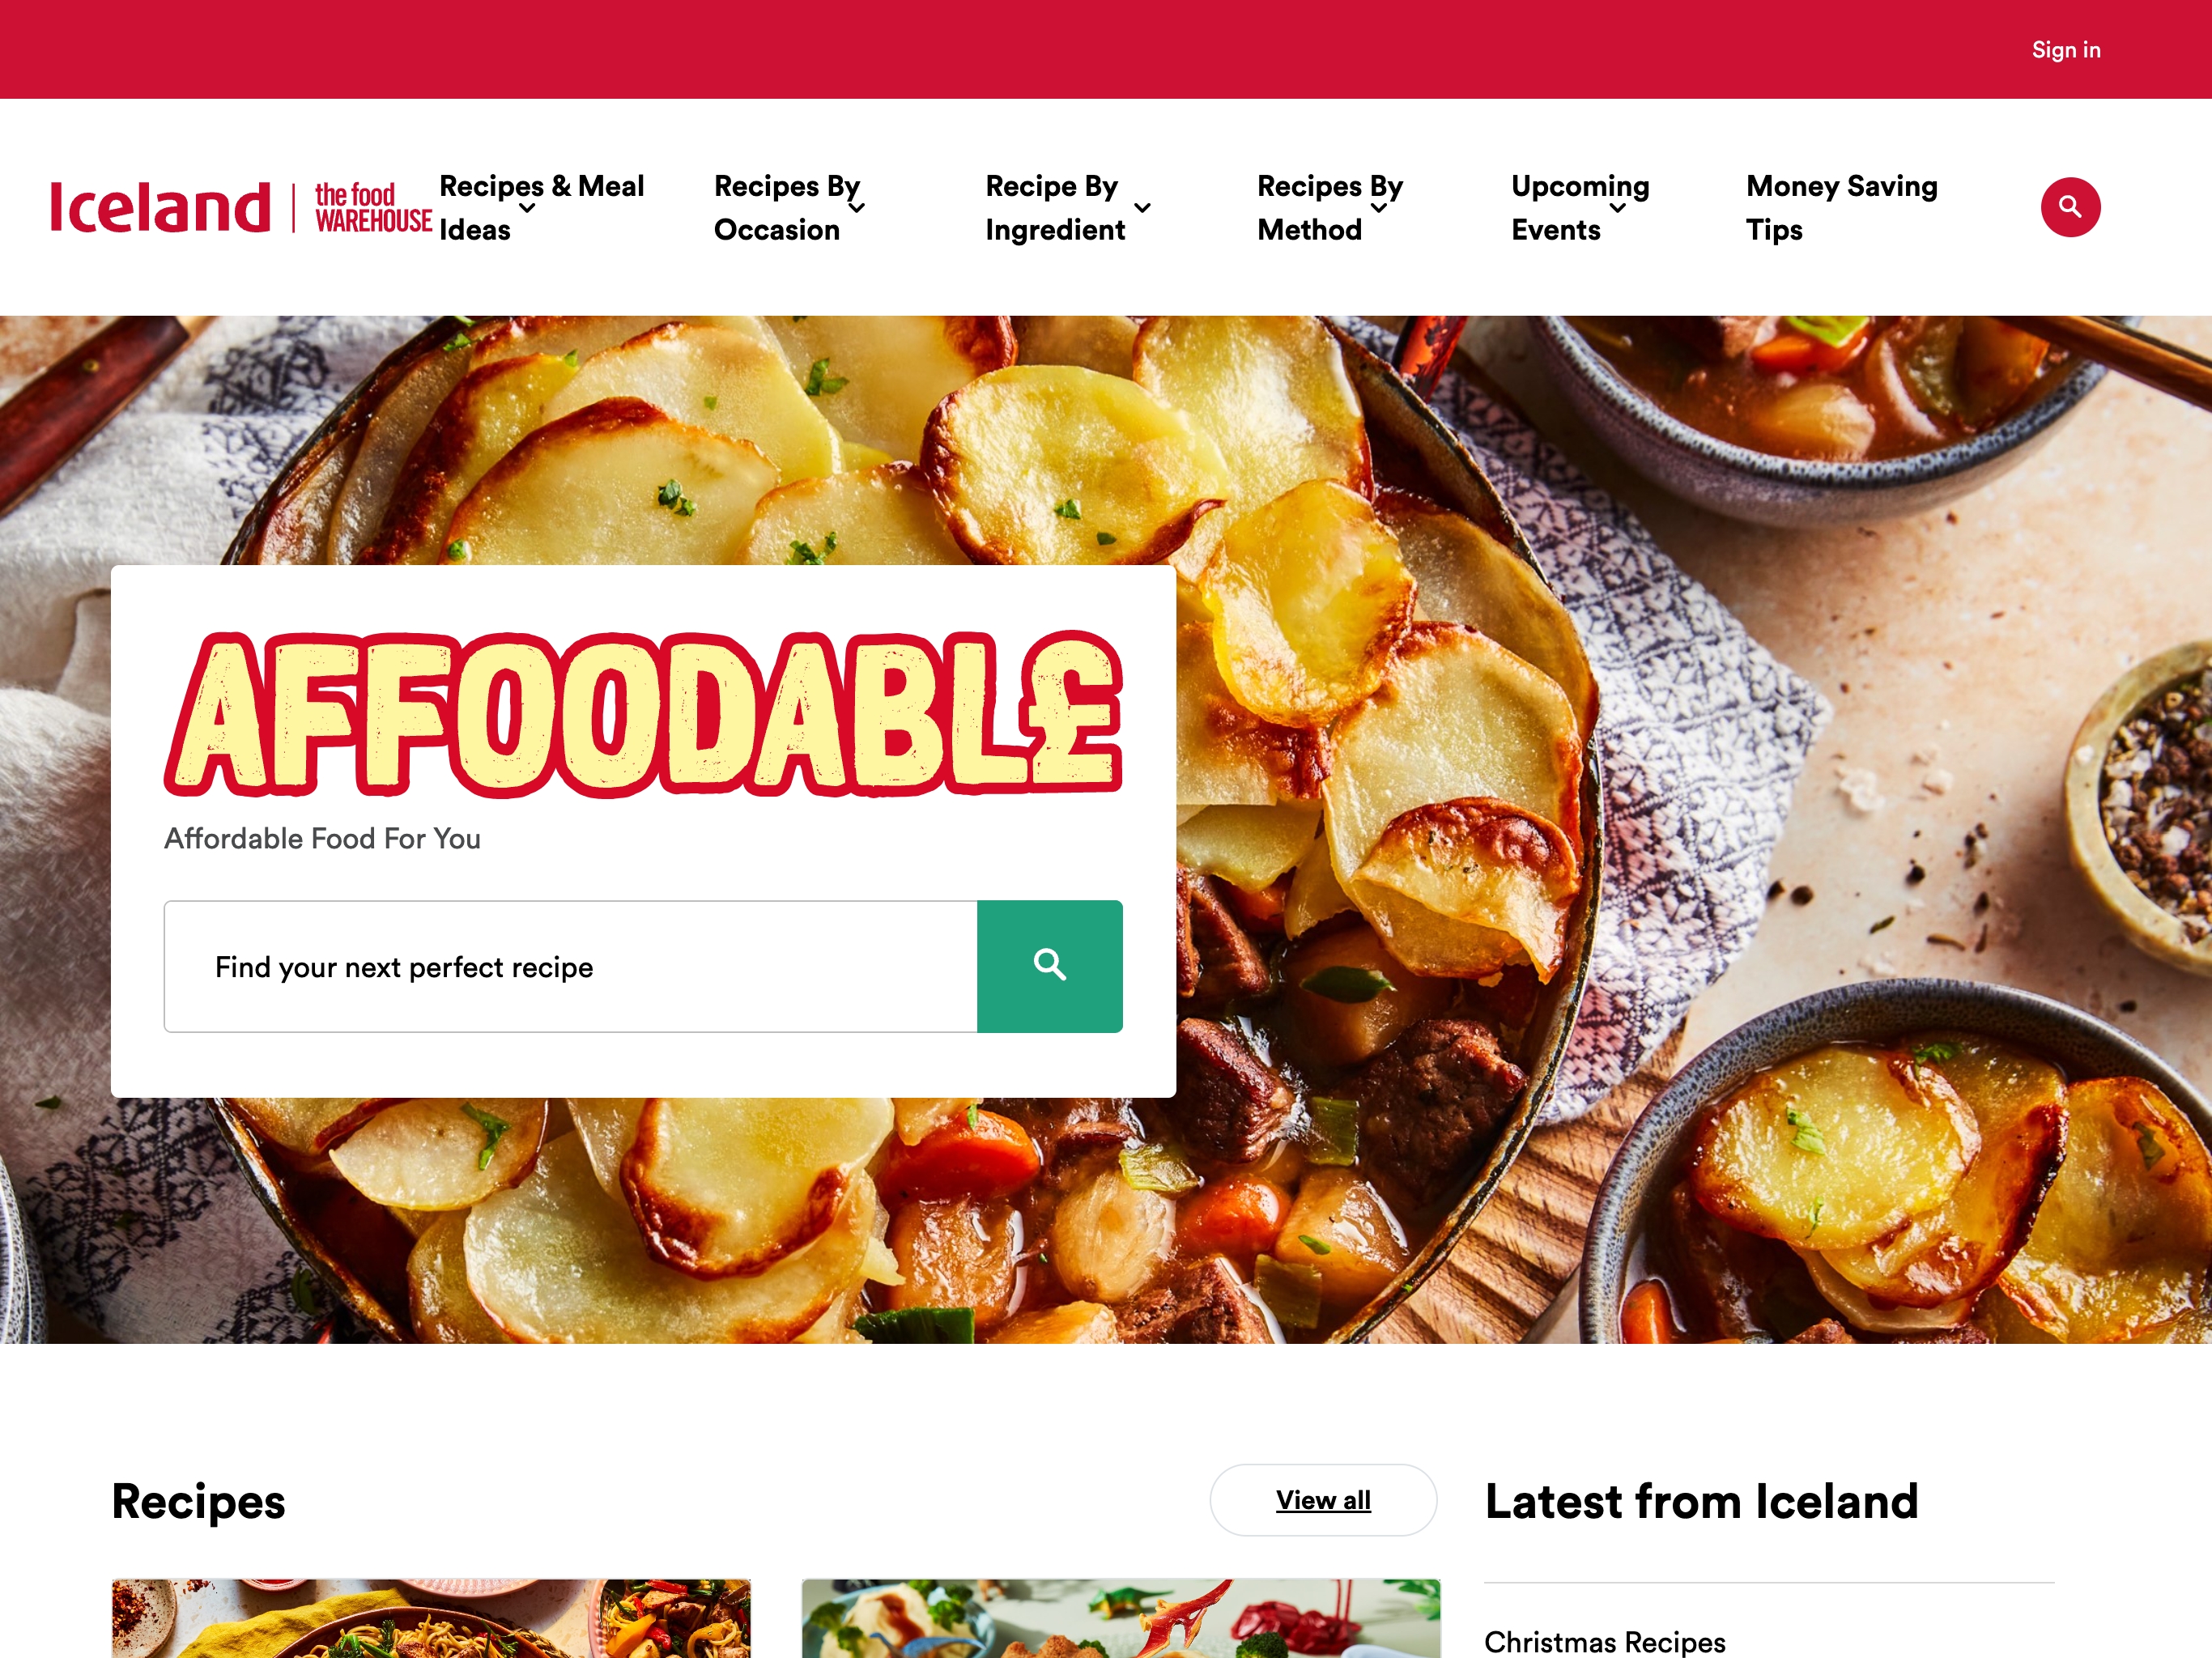 Sign in
Iceland | the food WAREHOUSE
Recipes & Meal Ideas
Recipes By Occasion
Recipe By Ingredient
Recipes By Method
Upcoming Events
Money Saving Tips
AFFOODABL£
Affordable Food For You
Find your next perfect recipe
Recipes
View all
Latest from Iceland
Christmas Recipes